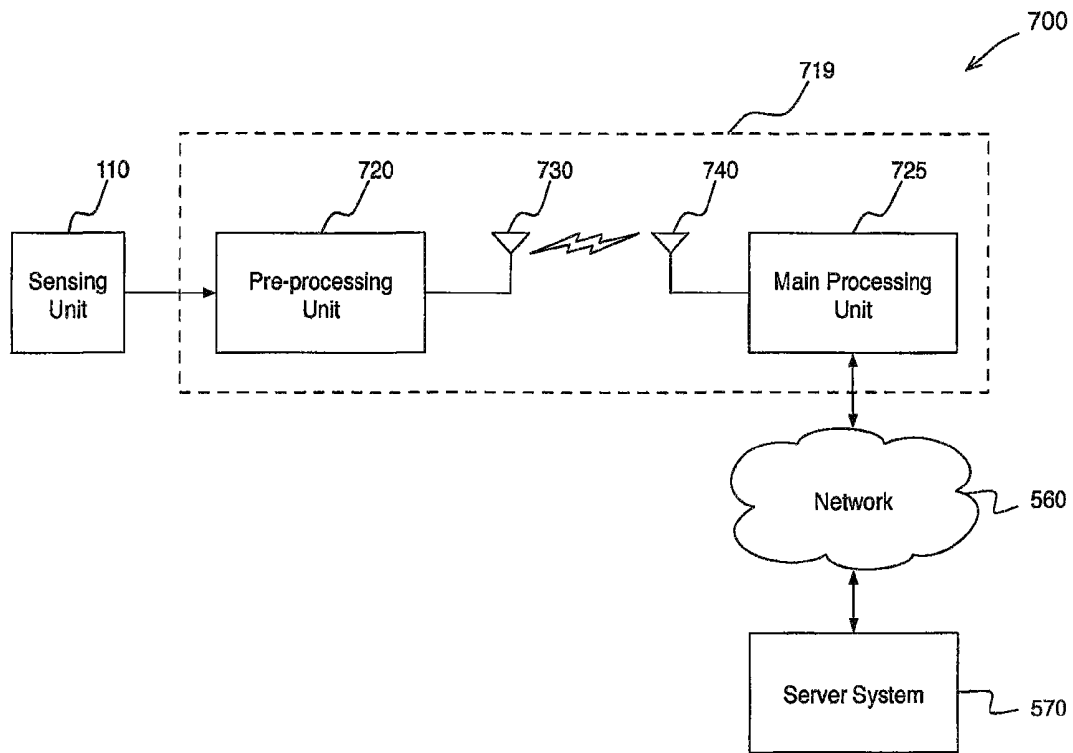 700
719
110
720
730
740
725
Sensing
Unit
Pre-processing
Unit
Main Processing
Unit
Network
560
Server System
570